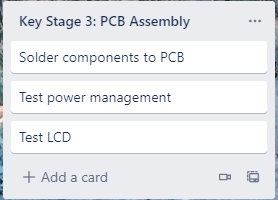 Key Stage 3: PCB Assembly
Solder components to PCB
Test power management
Test LCD
Add a card